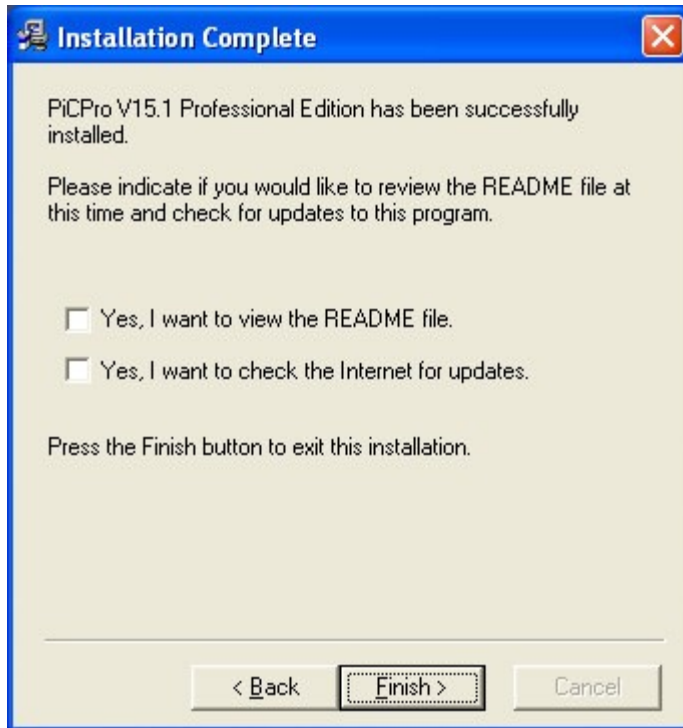 Installation Complete
PiCPro V15.1 Professional Edition has been successfully
installed.
Please indicate if you would like to review the README file at
this time and check for updates to this program.
Yes, I want to view the README file.
Yes, I want to check the Internet for updates.
Press the Finish button to exit this installation.
< Back Finish > Cancel